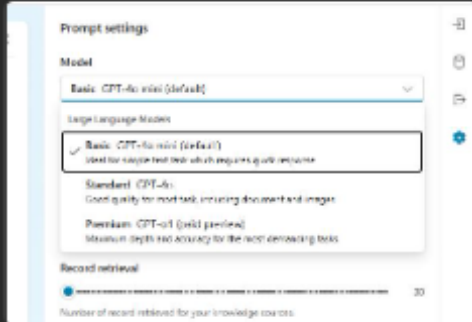 Prompt settings
Model
Basic GPT-4o mini (default)
Large Language Models
Basic GPT-4o mini (default)
Ideal for simple text task which requires quick response
Standard GPT-4o
Good quality for most task, including document and images
Premium GPT-o1 (paid preview)
Maximum depth and accuracy for the most demanding tasks
Record retrieval
30
Number of record retrieved for your knowledge sources.